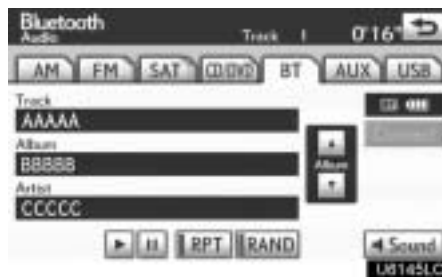 Bluetooth
Audio
Track 1 0'16"
AM FM SAT CD/DVD BT AUX USB
Track
AAAAA
Album
BBBBB
Album
Artist
CCCCC
RPT RAND
Sound
U8145LC